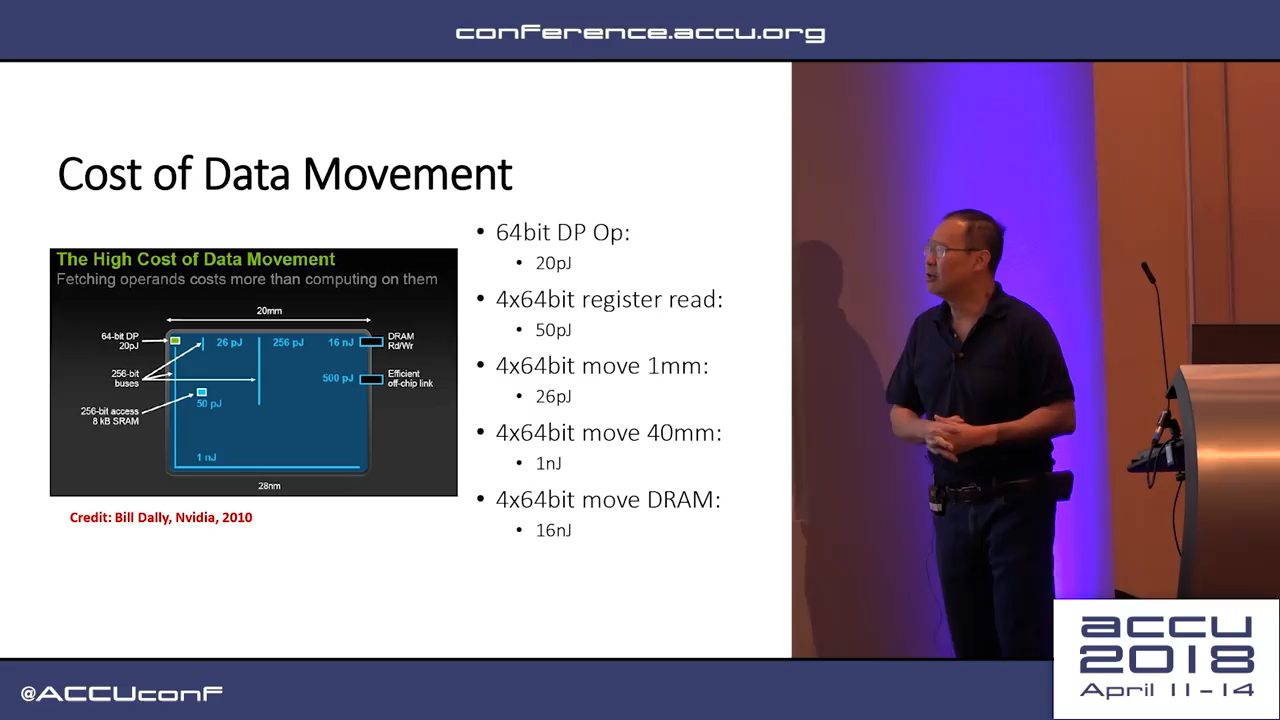 conference.accu.org
Cost of Data Movement
The High Cost of Data Movement
Fetching operands costs more than computing on them
20mm
64-bit DP
20pJ
26 pJ
256 pJ
16 nJ
DRAM
Rd/Wr
256-bit
buses
500 pJ
Efficient
off-chip link
256-bit access
8 kB SRAM
50 pJ
1 nJ
28nm
Credit: Bill Dally, Nvidia, 2010
• 64bit DP Op:
• 20pJ
• 4x64bit register read:
• 50pJ
• 4x64bit move 1mm:
• 26pJ
• 4x64bit move 40mm:
• 1nJ
• 4x64bit move DRAM:
• 16nJ
@ACCUconf
accu
2018
April 11-14